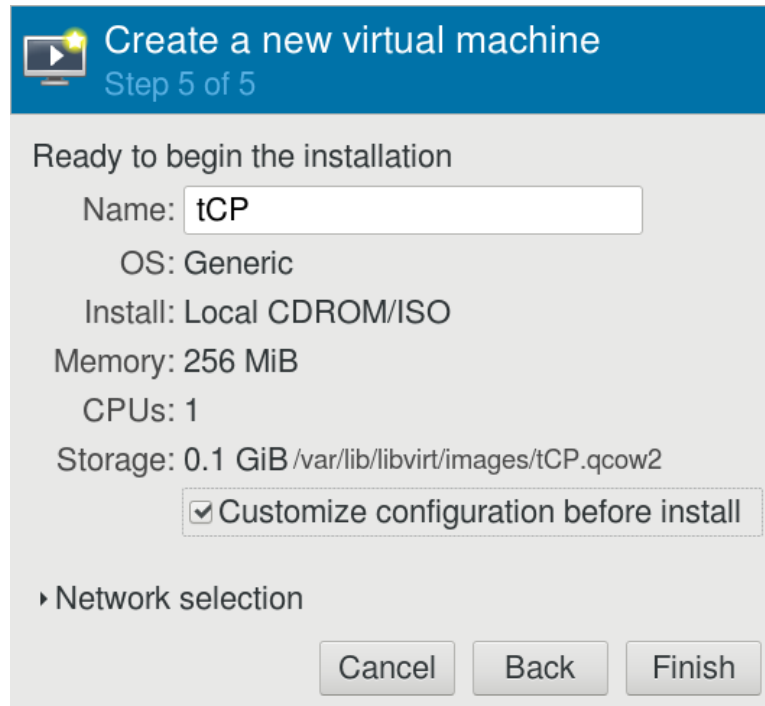 Create a new virtual machine
Step 5 of 5
Ready to begin the installation
Name: tCP
OS: Generic
Install: Local CDROM/ISO
Memory: 256 MiB
CPUs: 1
Storage: 0.1 GiB /var/lib/libvirt/images/tCP.qcow2
Customize configuration before install
Network selection
Cancel Back Finish